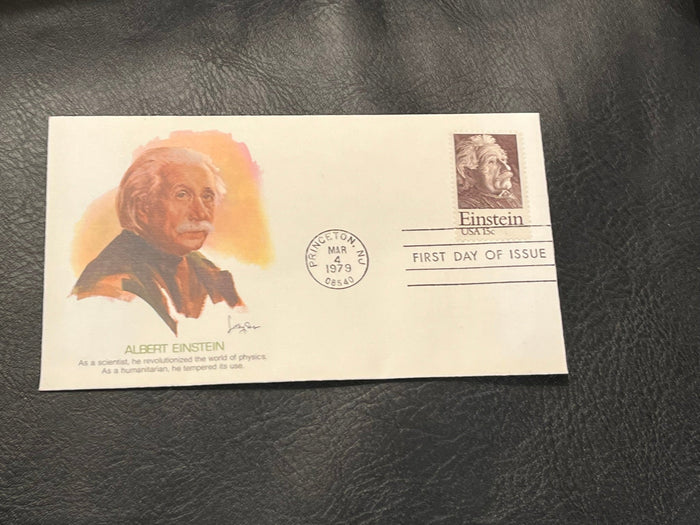 Einstein
USA 15c
PRINCETON, NJ
MAR
4
1979
08540
FIRST DAY OF ISSUE
ALBERT EINSTEIN
As a scientist, he revolutionized the world of physics.
As a humanitarian, he tempered its use.